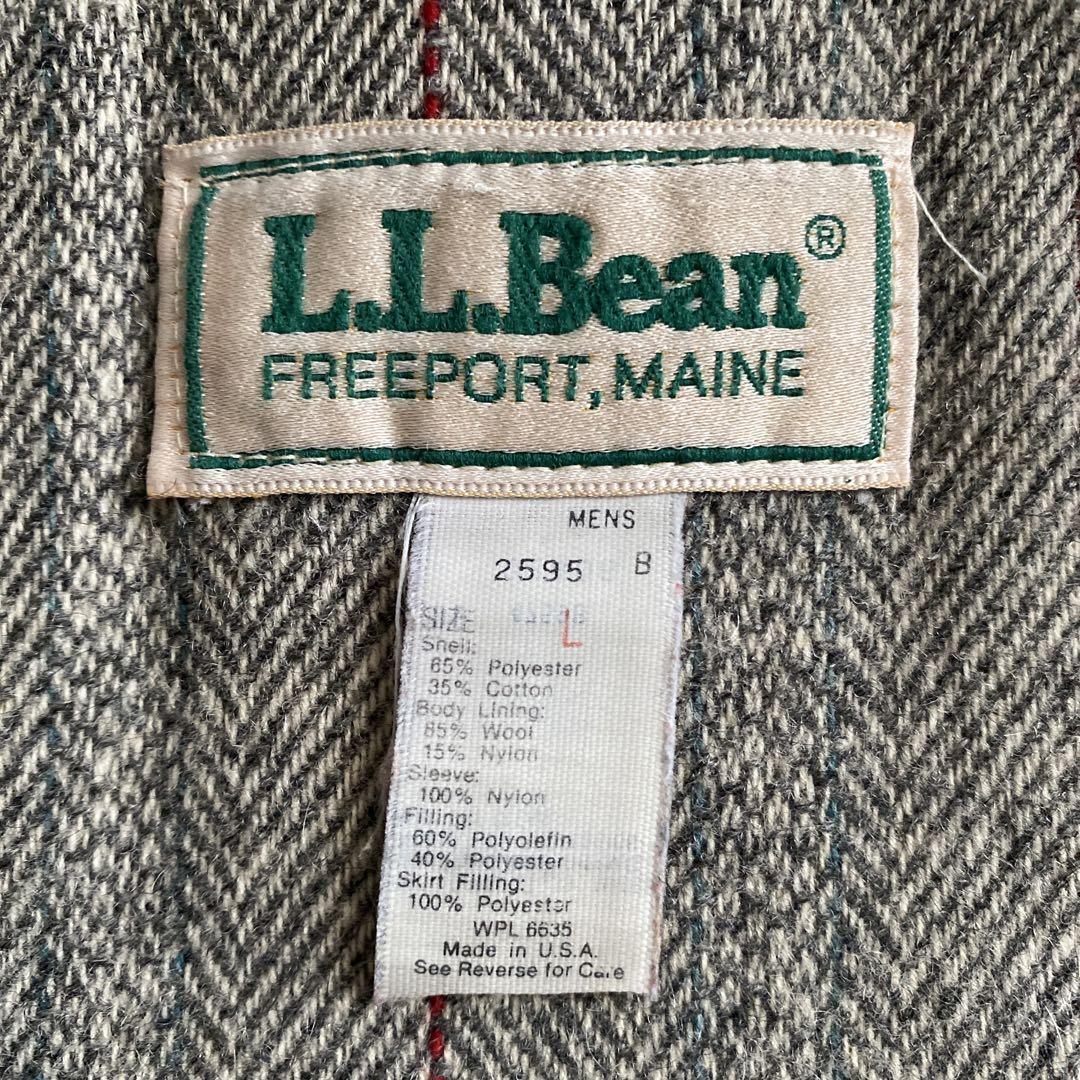 L.L.Bean®
FREEPORT, MAINE
MENS
2595 B
SIZE L
Shell:
65% Polyester
35% Cotton
Body Lining:
85% Wool
15% Nylon
Sleeve:
100% Nylon
Filling:
60% Polyolefin
40% Polyester
Skirt Filling:
100% Polyester
WPL 6635
Made in U.S.A.
See Reverse for Care